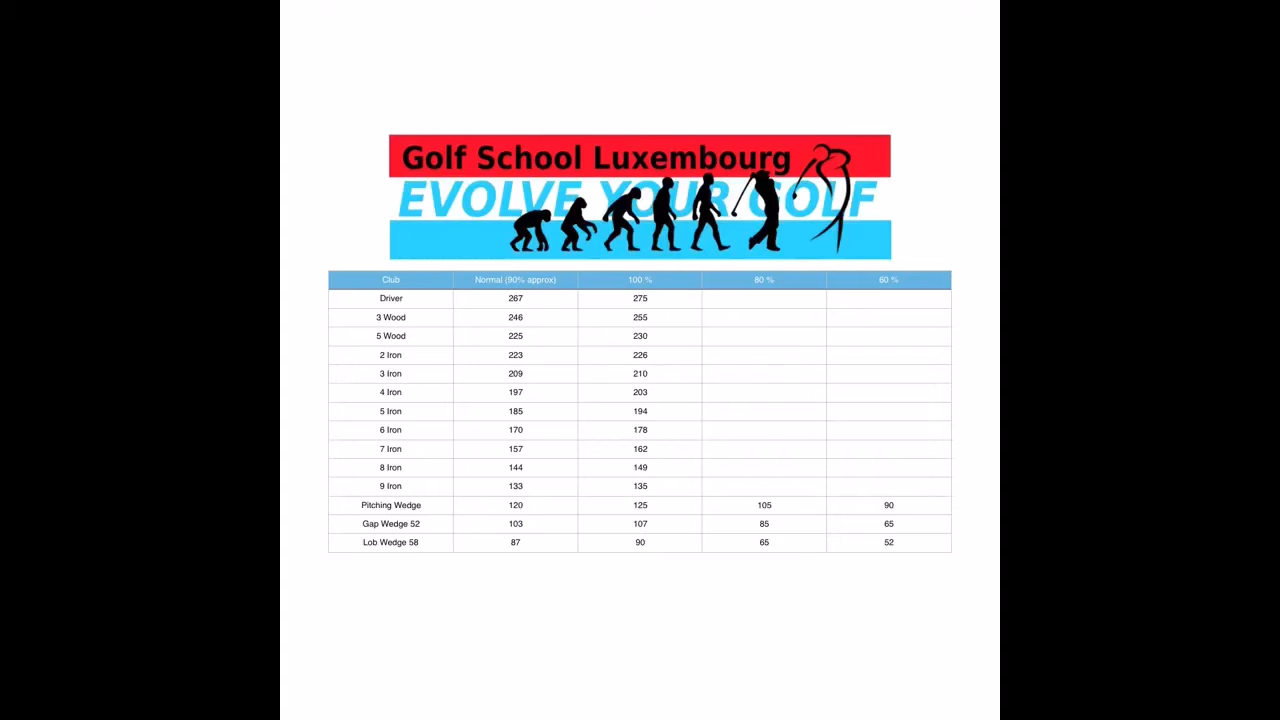 Golf School Luxembourg
EVOLVE YOUR GOLF
Club Normal (90% approx) 100 % 80 % 60 %
Driver 267 275
3 Wood 246 255
5 Wood 225 230
2 Iron 223 226
3 Iron 209 210
4 Iron 197 203
5 Iron 185 194
6 Iron 170 178
7 Iron 157 162
8 Iron 144 149
9 Iron 133 135
Pitching Wedge 120 125 105 90
Gap Wedge 52 103 107 85 65
Lob Wedge 58 87 90 65 52